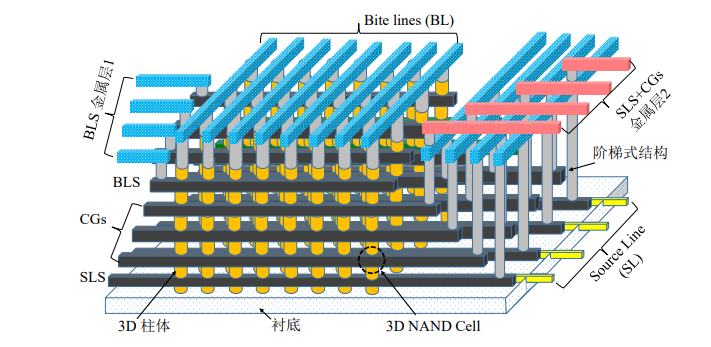 Bite lines (BL)
BLS 金属层1
SLS+CGs
金属层2
阶梯式结构
BLS
CGs
SLS
Source Line
(SL)
3D 柱体
衬底
3D NAND Cell